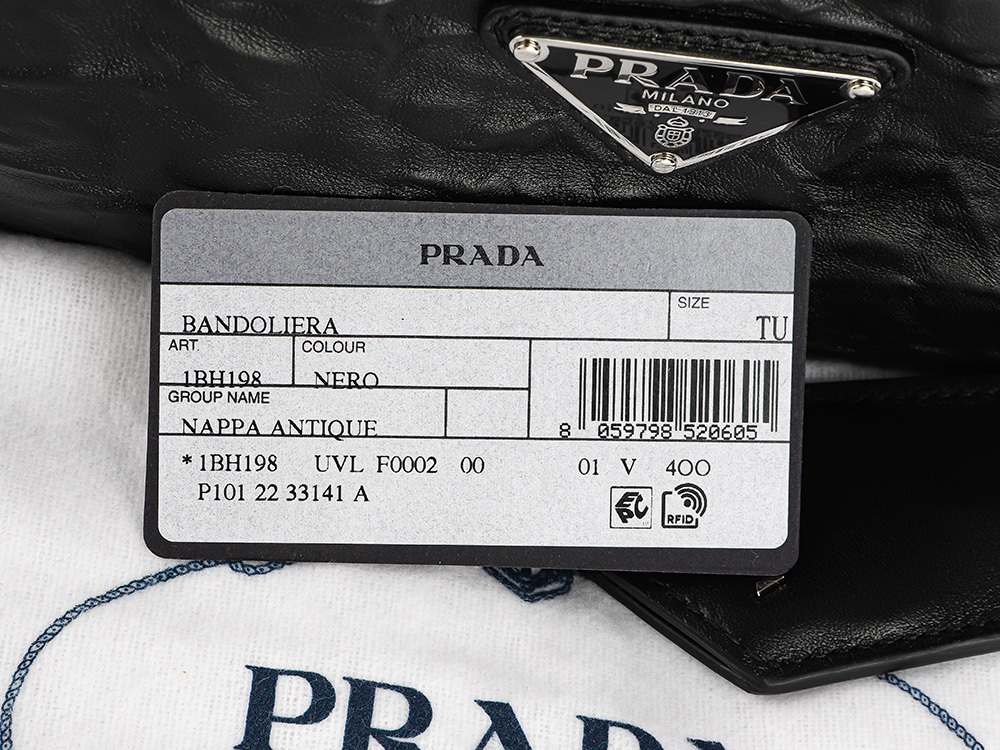 PRADA
MILANO
DAL 1913
PRADA
BANDOLIERA
SIZE
TU
ART.
1BH198
COLOUR
NERO
GROUP NAME
NAPPA ANTIQUE
8 059798 520605
*1BH198 UVL F0002 00 01 V 400
P101 22 33141 A
EPC
RFID
PRADA